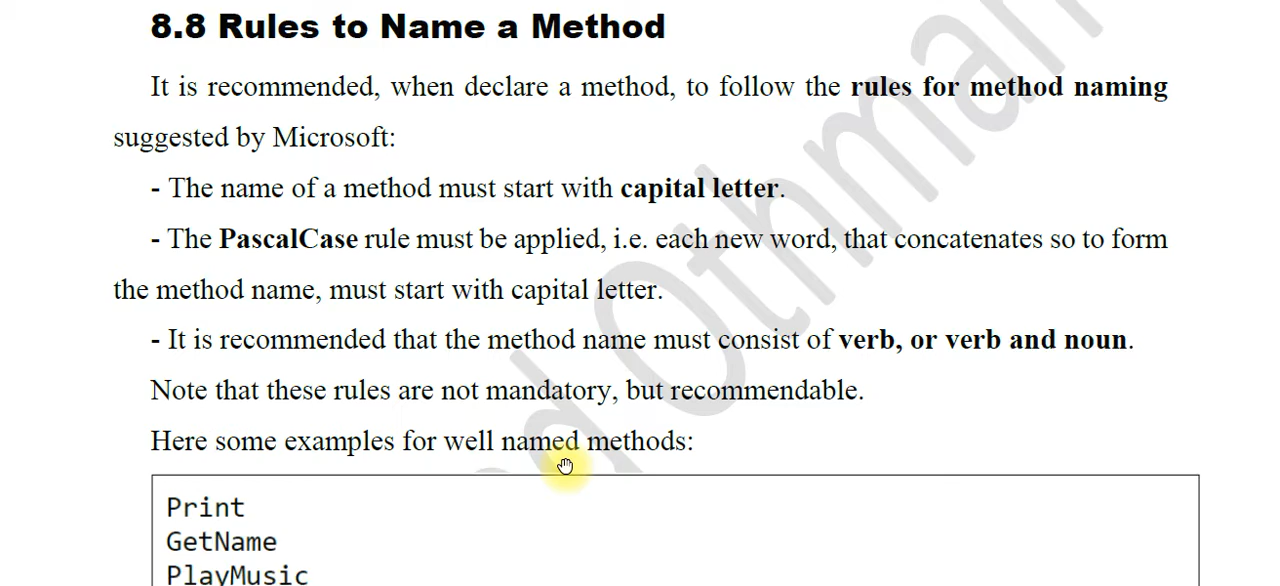 8.8 Rules to Name a Method
It is recommended, when declare a method, to follow the rules for method naming
suggested by Microsoft:
- The name of a method must start with capital letter.
- The PascalCase rule must be applied, i.e. each new word, that concatenates so to form
the method name, must start with capital letter.
- It is recommended that the method name must consist of verb, or verb and noun.
Note that these rules are not mandatory, but recommendable.
Here some examples for well named methods:
Print
GetName
PlayMusic
d Othman